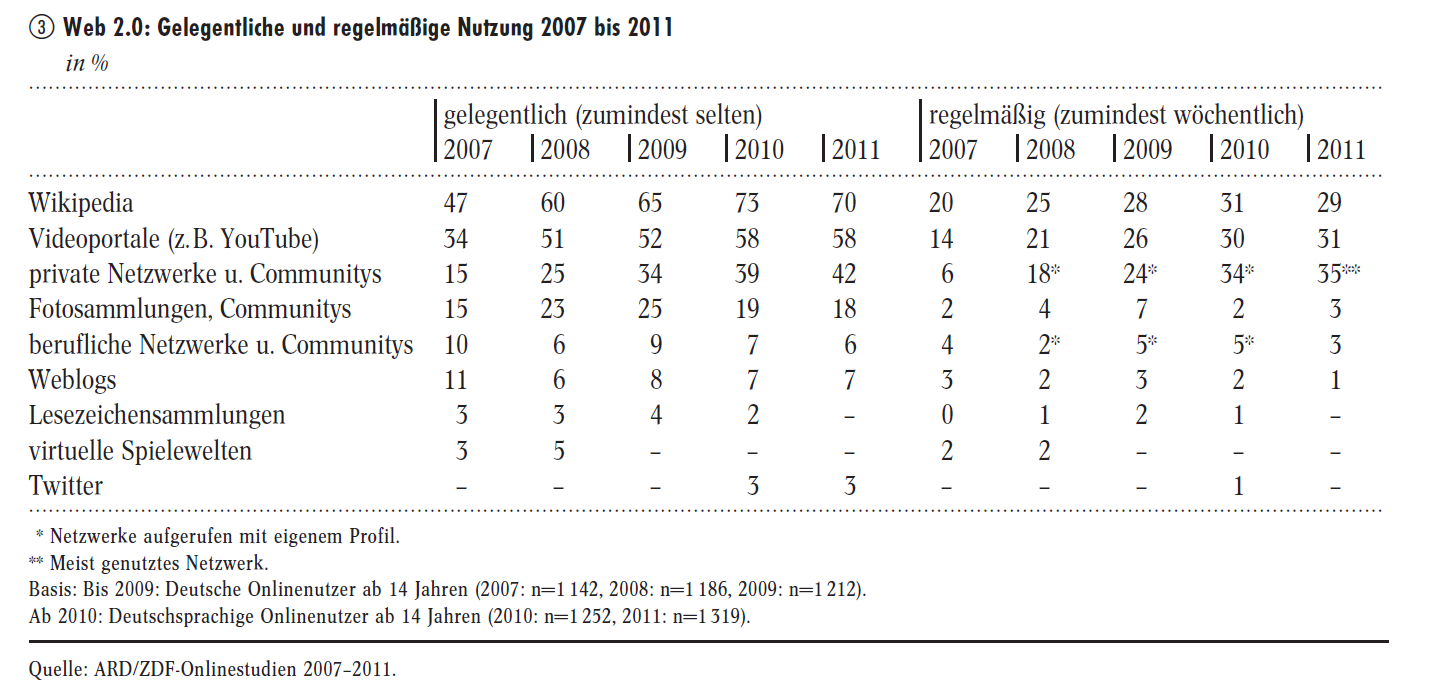 ③ Web 2.0: Gelegentliche und regelmäßige Nutzung 2007 bis 2011
in %
gelegentlich (zumindest selten) regelmäßig (zumindest wöchentlich)
2007 2008 2009 2010 2011 2007 2008 2009 2010 2011
Wikipedia 47 60 65 73 70 20 25 28 31 29
Videoportale (z. B. YouTube) 34 51 52 58 58 14 21 26 30 31
private Netzwerke u. Communitys 15 25 34 39 42 6 18* 24* 34* 35**
Fotosammlungen, Communitys 15 23 25 19 18 2 4 7 2 3
berufliche Netzwerke u. Communitys 10 6 9 7 6 4 2* 5* 5* 3
Weblogs 11 6 8 7 7 3 2 3 2 1
Lesezeichensammlungen 3 3 4 2 – 0 1 2 1 –
virtuelle Spielewelten 3 5 – – – 2 2 – – –
Twitter – – – 3 3 – – – 1 –
* Netzwerke aufgerufen mit eigenem Profil.
** Meist genutztes Netzwerk.
Basis: Bis 2009: Deutsche Onlinenutzer ab 14 Jahren (2007: n=1 142, 2008: n=1 186, 2009: n=1 212).
Ab 2010: Deutschsprachige Onlinenutzer ab 14 Jahren (2010: n=1 252, 2011: n=1 319).
Quelle: ARD/ZDF-Onlinestudien 2007–2011.